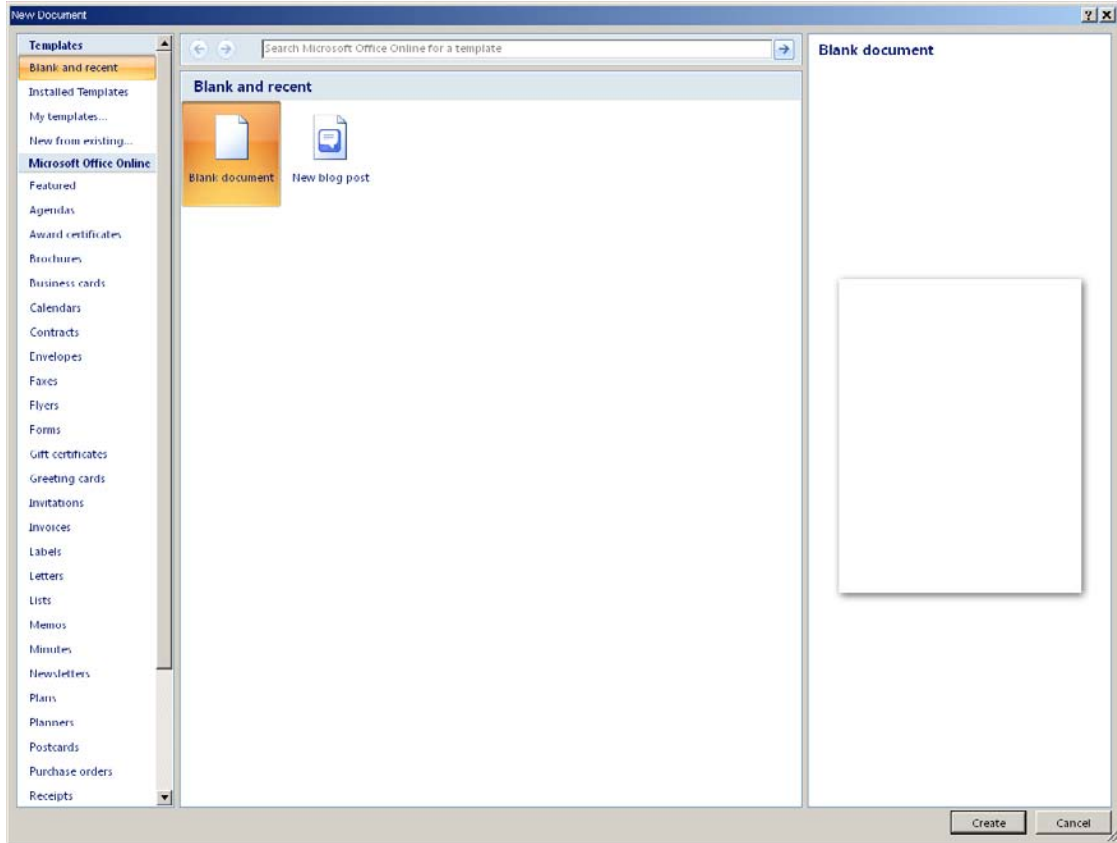 New Document
Templates
Blank and recent
Installed Templates
My templates...
New from existing...
Microsoft Office Online
Featured
Agendas
Award certificates
Brochures
Business cards
Calendars
Contracts
Envelopes
Faxes
Flyers
Forms
Gift certificates
Greeting cards
Invitations
Invoices
Labels
Letters
Lists
Memos
Minutes
Newsletters
Plans
Planners
Postcards
Purchase orders
Receipts
Search Microsoft Office Online for a template
Blank and recent
Blank document
New blog post
Blank document
Create
Cancel